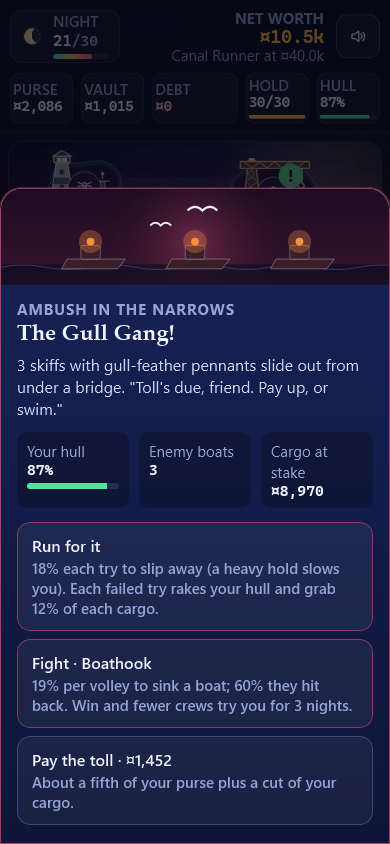 NIGHT
21/30
NET WORTH
¤10.5k
Canal Runner at ¤40.0k
PURSE
¤2,086
VAULT
¤1,015
DEBT
¤0
HOLD
30/30
HULL
87%
!
AMBUSH IN THE NARROWS
The Gull Gang!
3 skiffs with gull-feather pennants slide out from
under a bridge. "Toll's due, friend. Pay up, or
swim."
Your hull
87%
Enemy boats
3
Cargo at
stake
¤8,970
Run for it
18% each try to slip away (a heavy hold slows
you). Each failed try rakes your hull and grab
12% of each cargo.
Fight · Boathook
19% per volley to sink a boat; 60% they hit
back. Win and fewer crews try you for 3 nights.
Pay the toll · ¤1,452
About a fifth of your purse plus a cut of your
cargo.